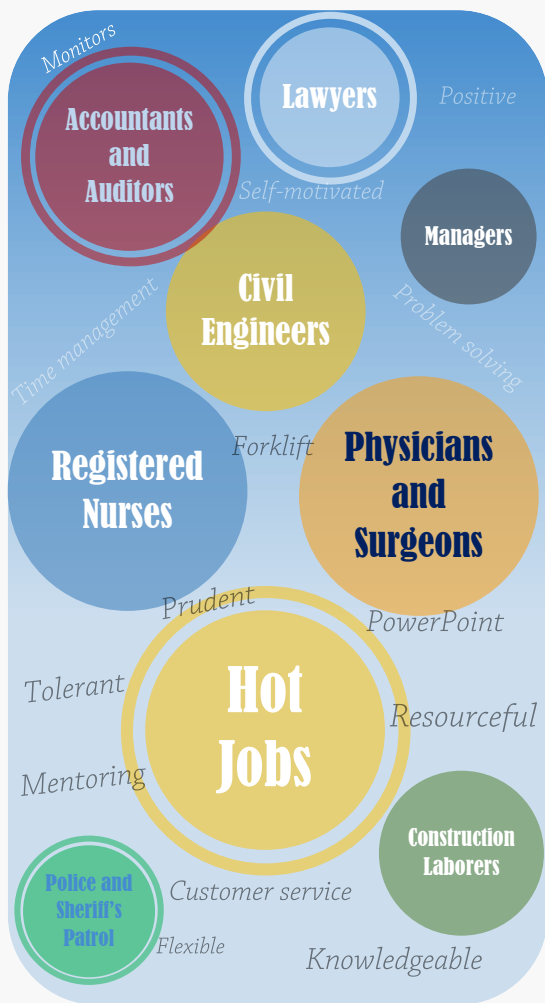 Monitors
Accountants
and
Auditors
Lawyers
Positive
Self-motivated
Managers
Civil
Engineers
Time management
Problem solving
Registered
Nurses
Forklift
Physicians
and
Surgeons
Prudent
PowerPoint
Tolerant
Hot
Jobs
Resourceful
Mentoring
Construction
Laborers
Police and
Sheriff's
Patrol
Customer service
Flexible
Knowledgeable